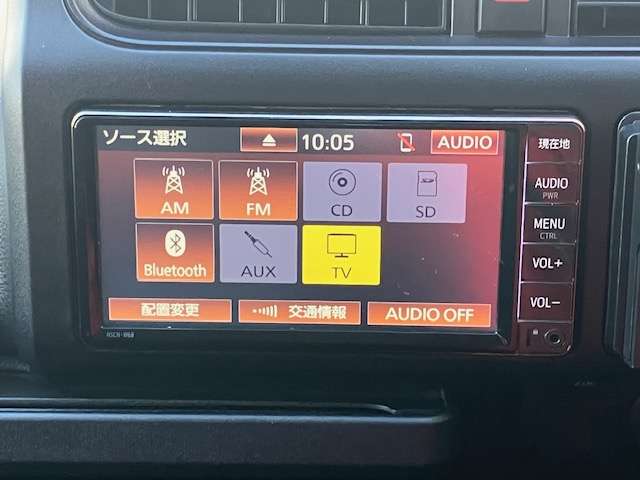 ソース選択 10:05 AUDIO
AM FM CD SD
Bluetooth AUX TV
配置変更 交通情報 AUDIO OFF
現在地
AUDIO
PWR
MENU
CTRL
VOL+
VOL−